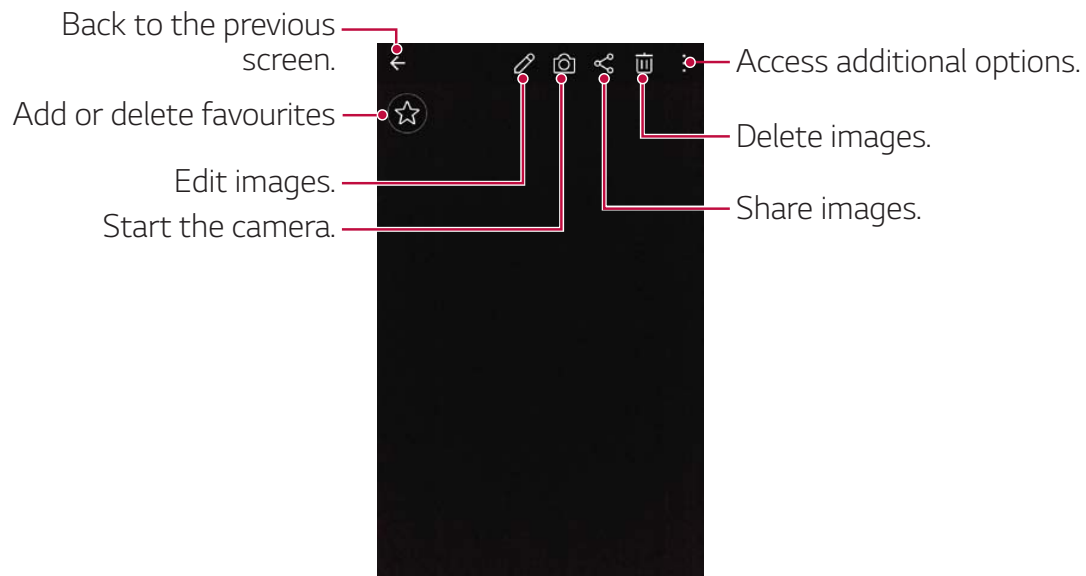 Back to the previous
screen.
Add or delete favourites
Edit images.
Start the camera.
Access additional options.
Delete images.
Share images.